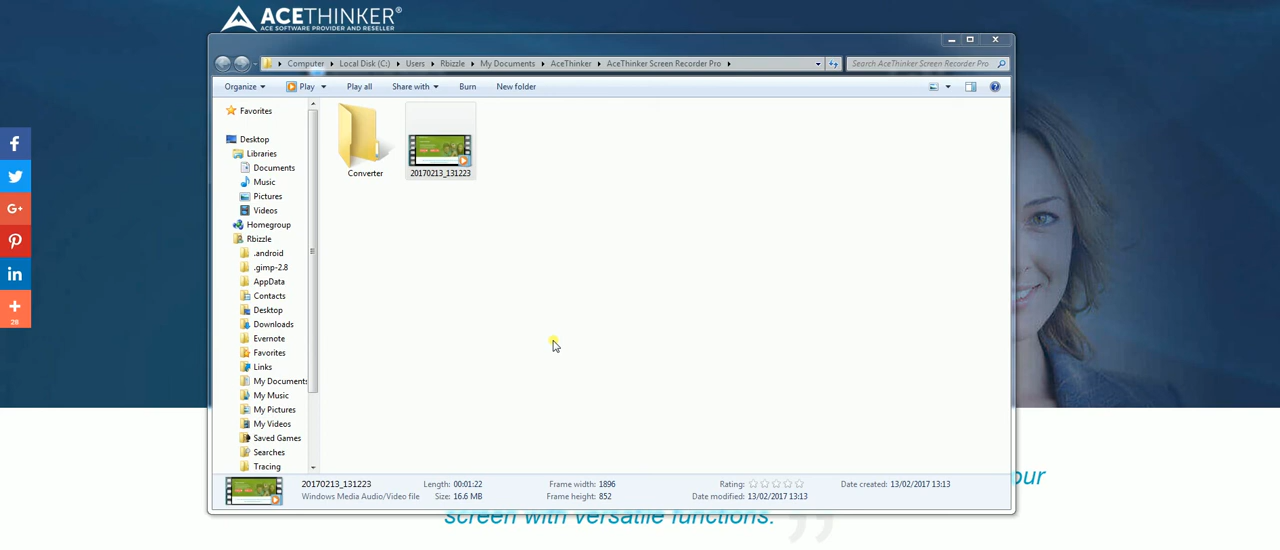 ACETHINKER®
ACE SOFTWARE PROVIDER AND RESELLER
Computer Local Disk (C:) Users Rbizzle My Documents AceThinker AceThinker Screen Recorder Pro
Search AceThinker Screen Recorder Pro
Organize Play Play all Share with Burn New folder
Favorites
Desktop
Libraries
Documents
Music
Pictures
Videos
Homegroup
Rbizzle
.android
.gimp-2.8
AppData
Contacts
Desktop
Downloads
Evernote
Favorites
Links
My Documents
My Music
My Pictures
My Videos
Saved Games
Searches
Tracing
Converter
20170213_131223
f
G+
in
+
28
20170213_131223 Length: 00:01:22 Frame width: 1896 Rating: Date created: 13/02/2017 13:13
Windows Media Audio/Video file Size: 16.6 MB Frame height: 852 Date modified: 13/02/2017 13:13
our
screen with versatile functions.